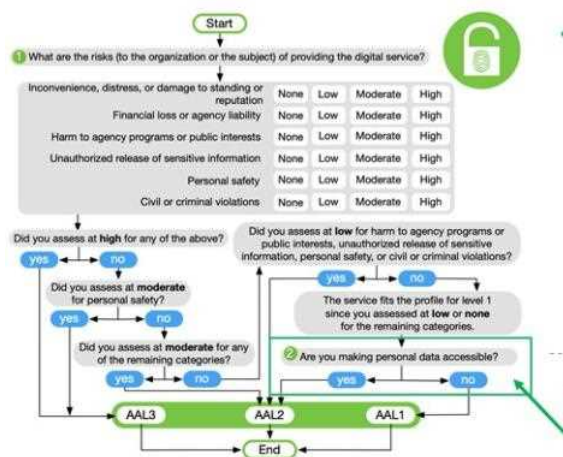 Start
1 What are the risks (to the organization or the subject) of providing the digital service?
Inconvenience, distress, or damage to standing or
reputation
None Low Moderate High
Financial loss or agency liability
None Low Moderate High
Harm to agency programs or public interests
None Low Moderate High
Unauthorized release of sensitive information
None Low Moderate High
Personal safety
None Low Moderate High
Civil or criminal violations
None Low Moderate High
Did you assess at high for any of the above?
yes no
Did you assess at moderate
for personal safety?
yes no
Did you assess at moderate for any
of the remaining categories?
yes no
Did you assess at low for harm to agency programs or
public interests, unauthorized release of sensitive
information, personal safety, or civil or criminal violations?
yes no
The service fits the profile for level 1
since you assessed at low or none
for the remaining categories.
2 Are you making personal data accessible?
yes no
AAL3 AAL2 AAL1
End